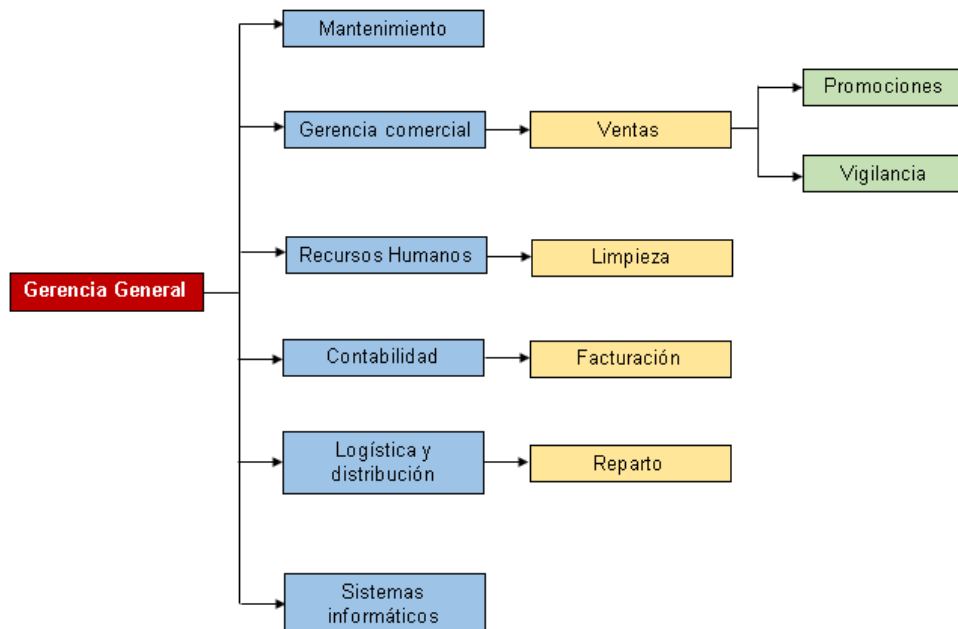 Mantenimiento
Promociones
Gerencia comercial
Ventas
Vigilancia
Recursos Humanos
Limpieza
Gerencia General
Contabilidad
Facturación
Logística y
distribución
Reparto
Sistemas
informáticos